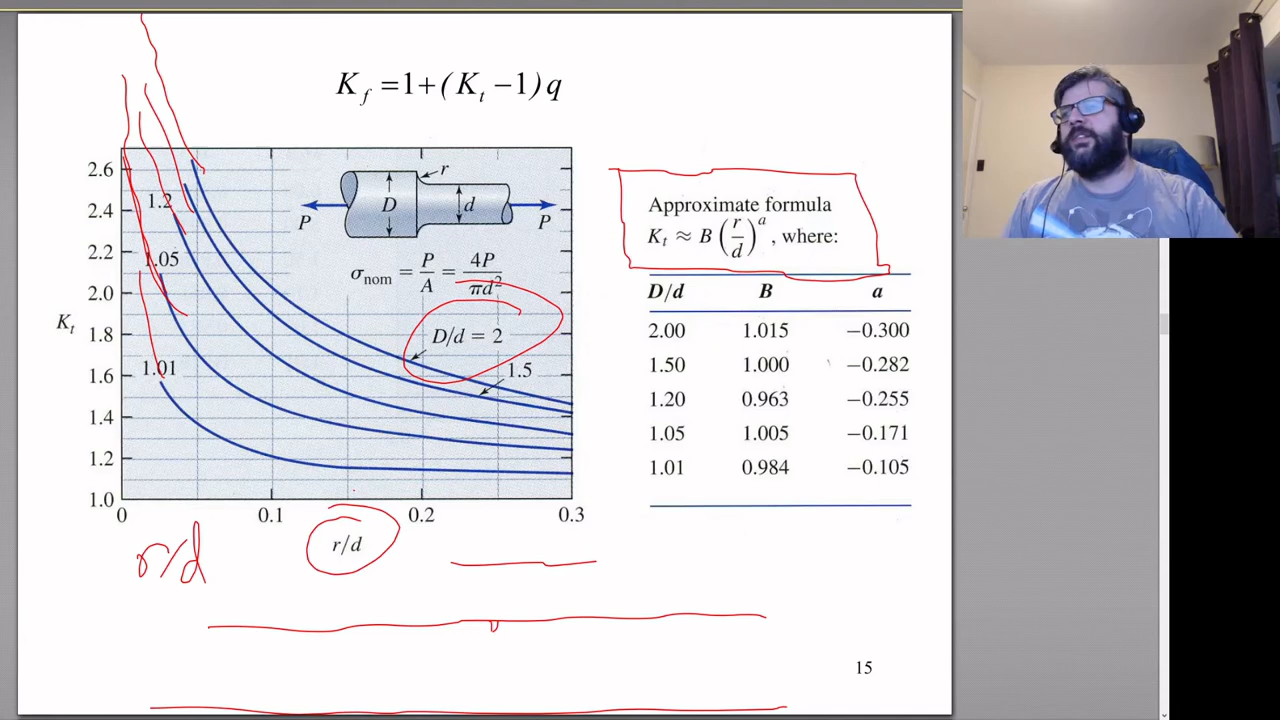 K_f = 1 + (K_t − 1) q
2.6
2.4
2.2
2.0
1.8
1.6
1.4
1.2
1.0
K_t
0
0.1
0.2
0.3
r/d
1.2
1.05
1.01
P
D
r
d
P
σ_nom = P/A = 4P/πd²
D/d = 2
1.5
r/d
Approximate formula
K_t ≈ B (r/d)^a, where:
D/d B a
2.00 1.015 −0.300
1.50 1.000 −0.282
1.20 0.963 −0.255
1.05 1.005 −0.171
1.01 0.984 −0.105
15